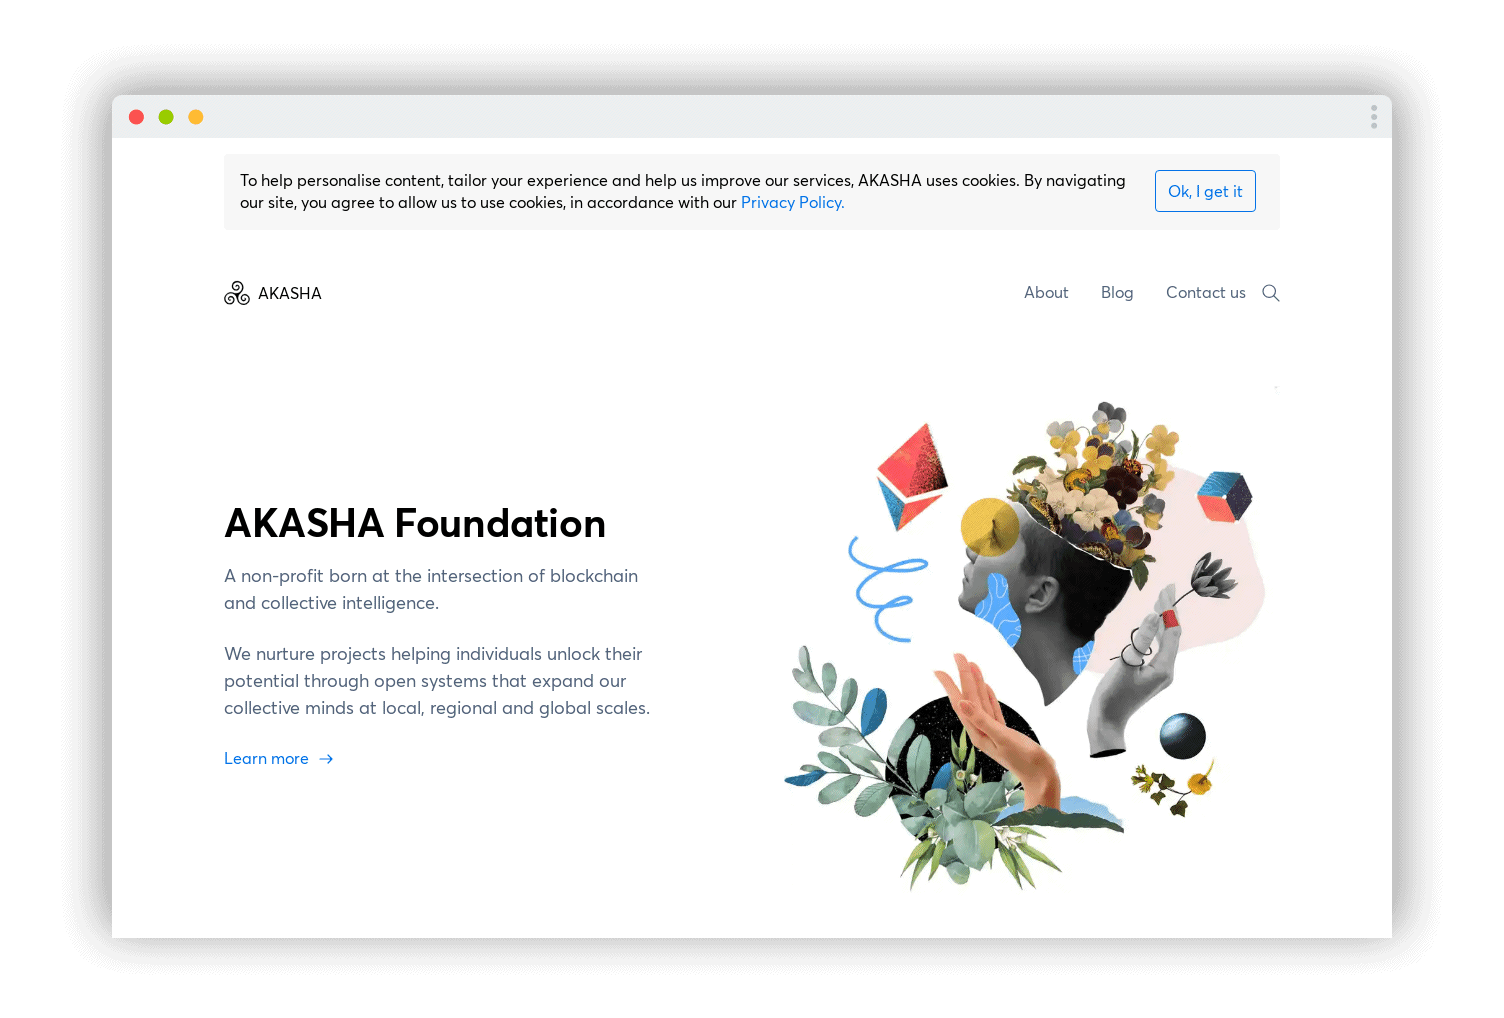 To help personalise content, tailor your experience and help us improve our services, AKASHA uses cookies. By navigating
our site, you agree to allow us to use cookies, in accordance with our Privacy Policy.
Ok, I get it
AKASHA
About
Blog
Contact us
AKASHA Foundation
A non-profit born at the intersection of blockchain
and collective intelligence.
We nurture projects helping individuals unlock their
potential through open systems that expand our
collective minds at local, regional and global scales.
Learn more